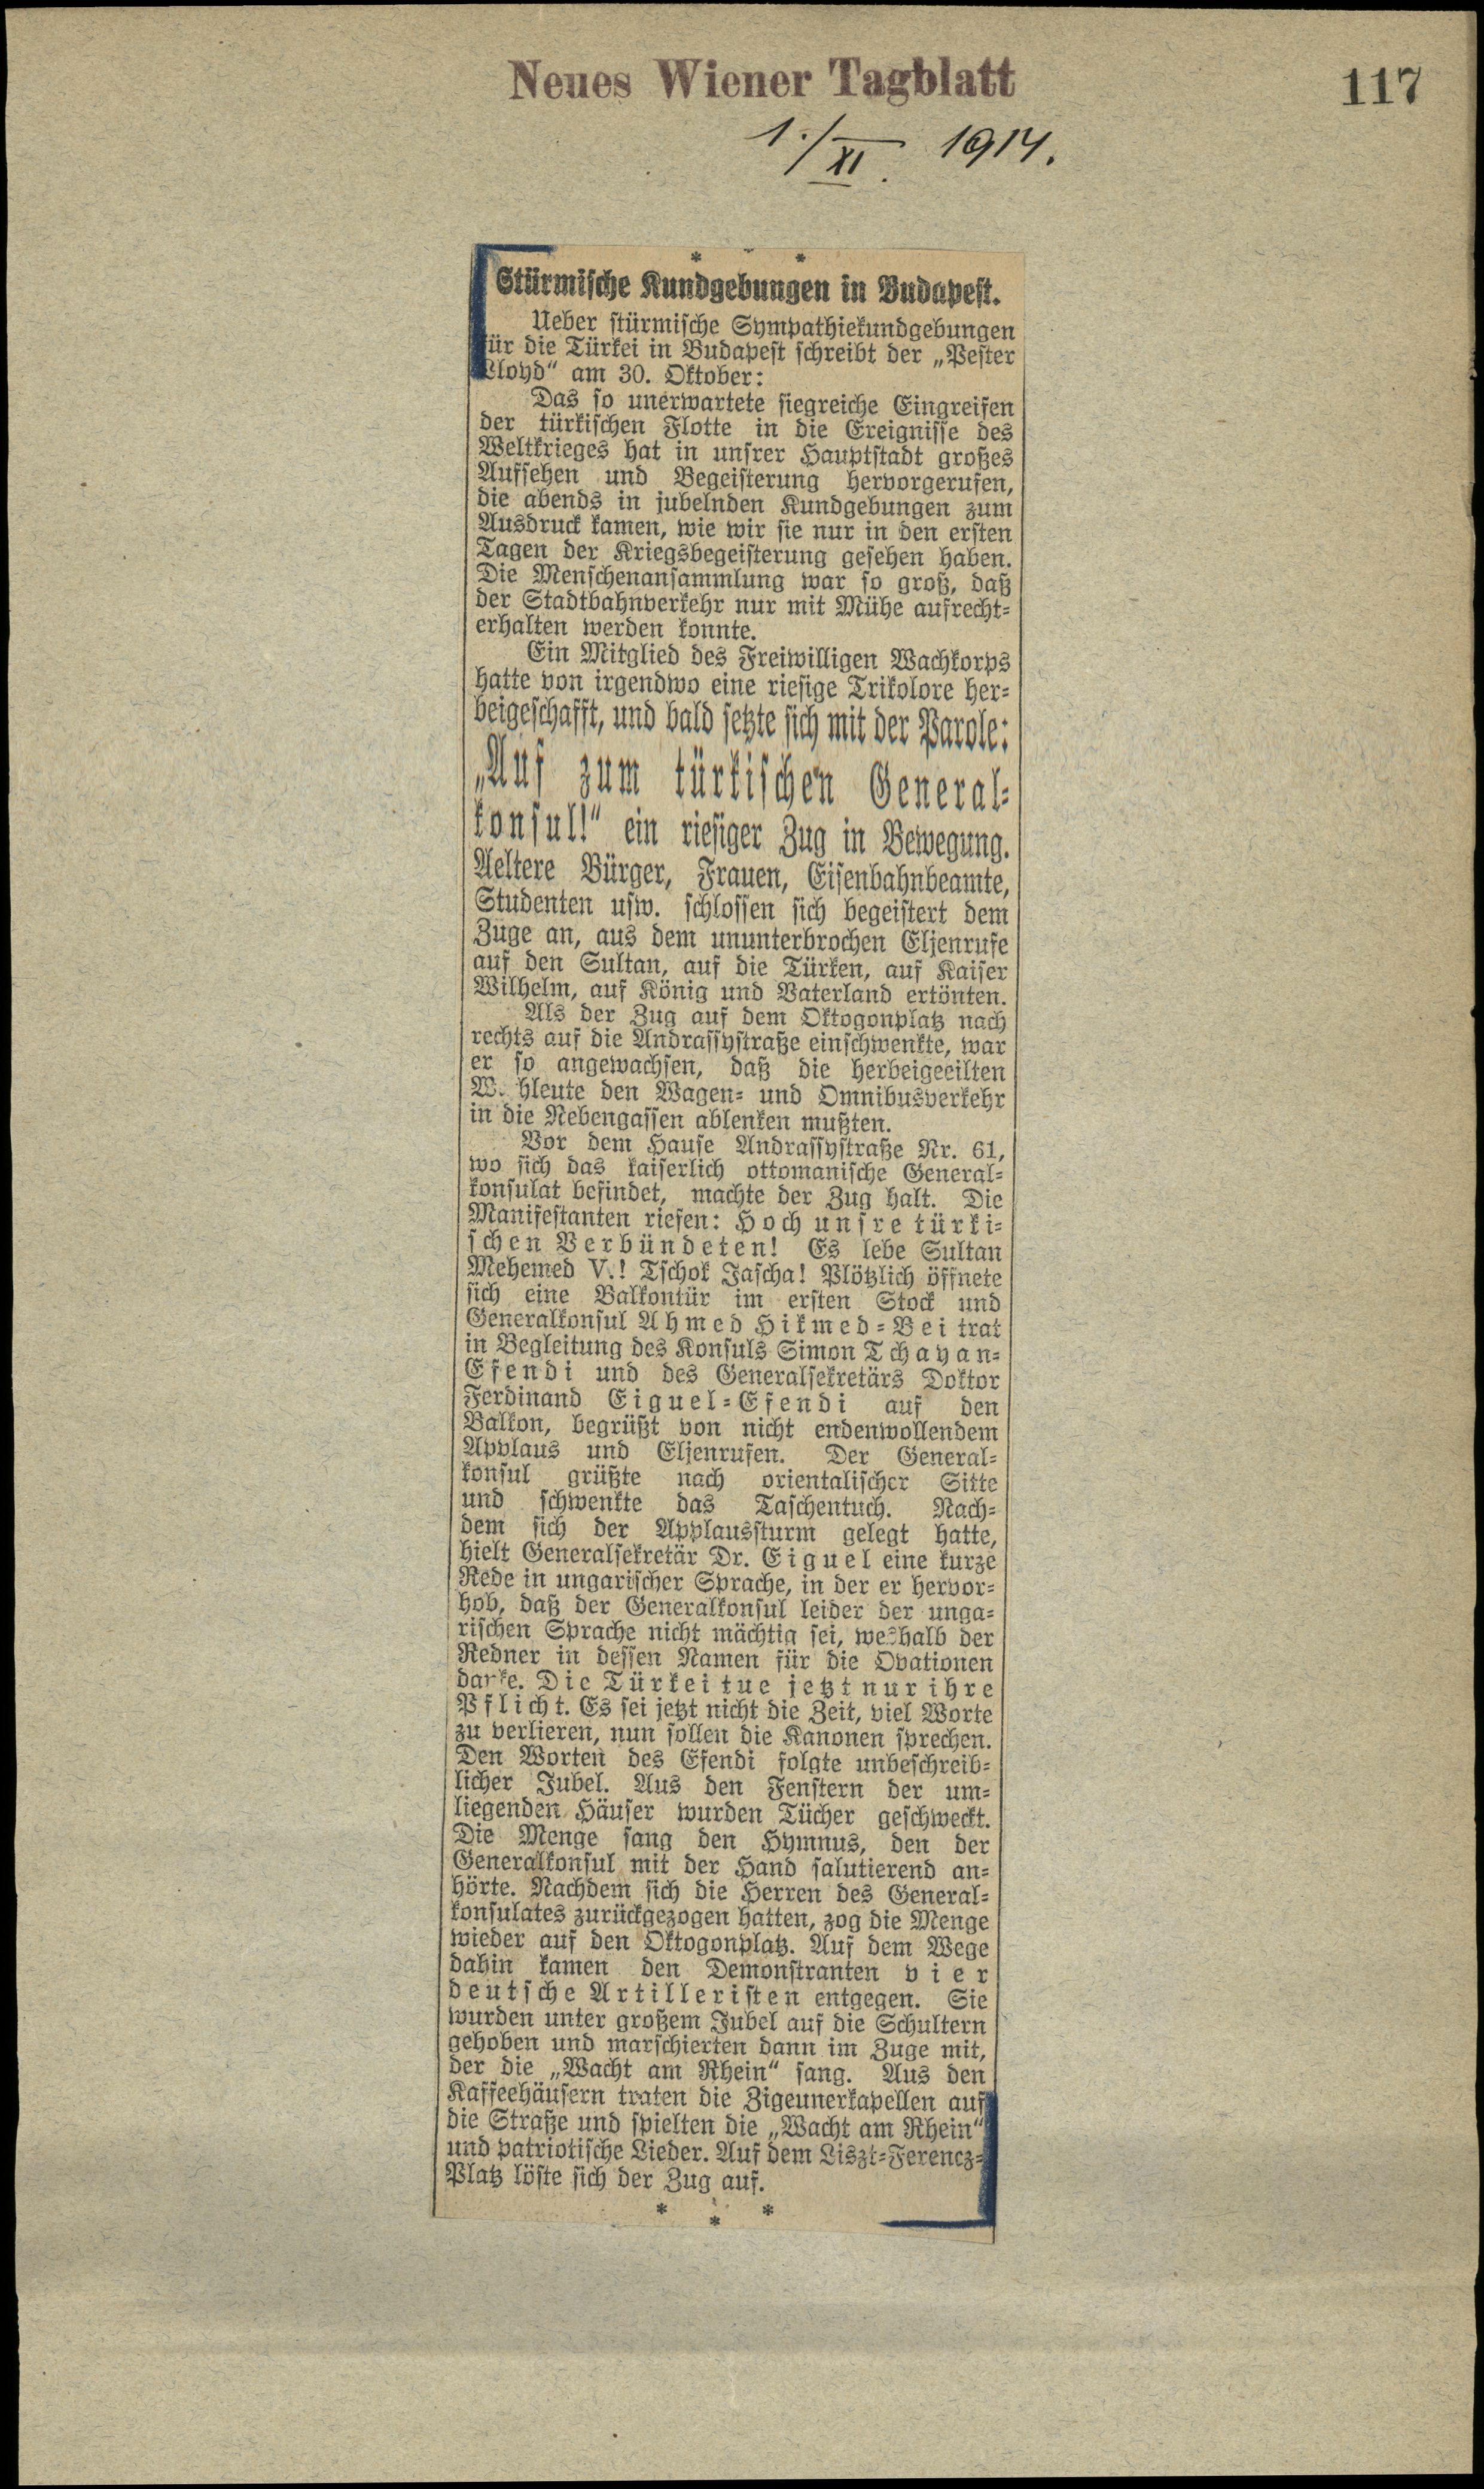 Neues Wiener Tagblatt
117
1./XI. 1914.
* * *
Stürmische Kundgebungen in Budapest.
Ueber stürmische Sympathiekundgebungen
für die Türkei in Budapest schreibt der „Pester
Lloyd“ am 30. Oktober:
Das so unerwartete siegreiche Eingreifen
der türkischen Flotte in die Ereignisse des
Weltkrieges hat in unsrer Hauptstadt großes
Aufsehen und Begeisterung hervorgerufen,
die abends in jubelnden Kundgebungen zum
Ausdruck kamen, wie wir sie nur in den ersten
Tagen der Kriegsbegeisterung gesehen haben.
Die Menschenansammlung war so groß, daß
der Stadtbahnverkehr nur mit Mühe aufrecht-
erhalten werden konnte.
Ein Mitglied des Freiwilligen Wachkorps
hatte von irgendwo eine riesige Trikolore her-
beigeschafft, und bald setzte sich mit der Parole:
„Auf zum türkischen General-
konsul!“ ein riesiger Zug in Bewegung.
Aeltere Bürger, Frauen, Eisenbahnbeamte,
Studenten usw. schlossen sich begeistert dem
Zuge an, aus dem ununterbrochen Eljenrufe
auf den Sultan, auf die Türken, auf Kaiser
Wilhelm, auf König und Vaterland ertönten.
Als der Zug auf dem Oktogonplatz nach
rechts auf die Andrassystraße einschwenkte, war
er so angewachsen, daß die herbeigeeilten
W. hleute den Wagen- und Omnibusverkehr
in die Nebengassen ablenken mußten.
Vor dem Hause Andrassystraße Nr. 61,
wo sich das kaiserlich ottomanische General-
konsulat befindet, machte der Zug halt. Die
Manifestanten riefen: Hoch unsre türki-
schen Verbündeten! Es lebe Sultan
Mehemed V.! Tschok Jascha! Plötzlich öffnete
sich eine Balkontür im ersten Stock und
Generalkonsul Ahmed Hikmed-Bei trat
in Begleitung des Konsuls Simon Tchayan-
Efendi und des Generalsekretärs Doktor
Ferdinand Eiguel-Efendi auf den
Balkon, begrüßt von nicht endenwollendem
Applaus und Eljenrufen. Der General-
konsul grüßte nach orientalischer Sitte
und schwenkte das Taschentuch. Nach-
dem sich der Applaussturm gelegt hatte,
hielt Generalsekretär Dr. Eiguel eine kurze
Rede in ungarischer Sprache, in der er hervor-
hob, daß der Generalkonsul leider der unga-
rischen Sprache nicht mächtig sei, weshalb der
Redner in dessen Namen für die Ovationen
danke. Die Türkei tue jetzt nur ihre
Pflicht. Es sei jetzt nicht die Zeit, viel Worte
zu verlieren, nun sollen die Kanonen sprechen.
Den Worten des Efendi folgte unbeschreib-
licher Jubel. Aus den Fenstern der um-
liegenden Häuser wurden Tücher geschweckt.
Die Menge sang den Hymnus, den der
Generalkonsul mit der Hand salutierend an-
hörte. Nachdem sich die Herren des General-
konsulates zurückgezogen hatten, zog die Menge
wieder auf den Oktogonplatz. Auf dem Wege
dahin kamen den Demonstranten vier
deutsche Artilleristen entgegen. Sie
wurden unter großem Jubel auf die Schultern
gehoben und marschierten dann im Zuge mit,
der die „Wacht am Rhein“ sang. Aus den
Kaffeehäusern traten die Zigeunerkapellen auf
die Straße und spielten die „Wacht am Rhein“
und patriotische Lieder. Auf dem Liszt-Ferencz-
Platz löste sich der Zug auf.
* * *